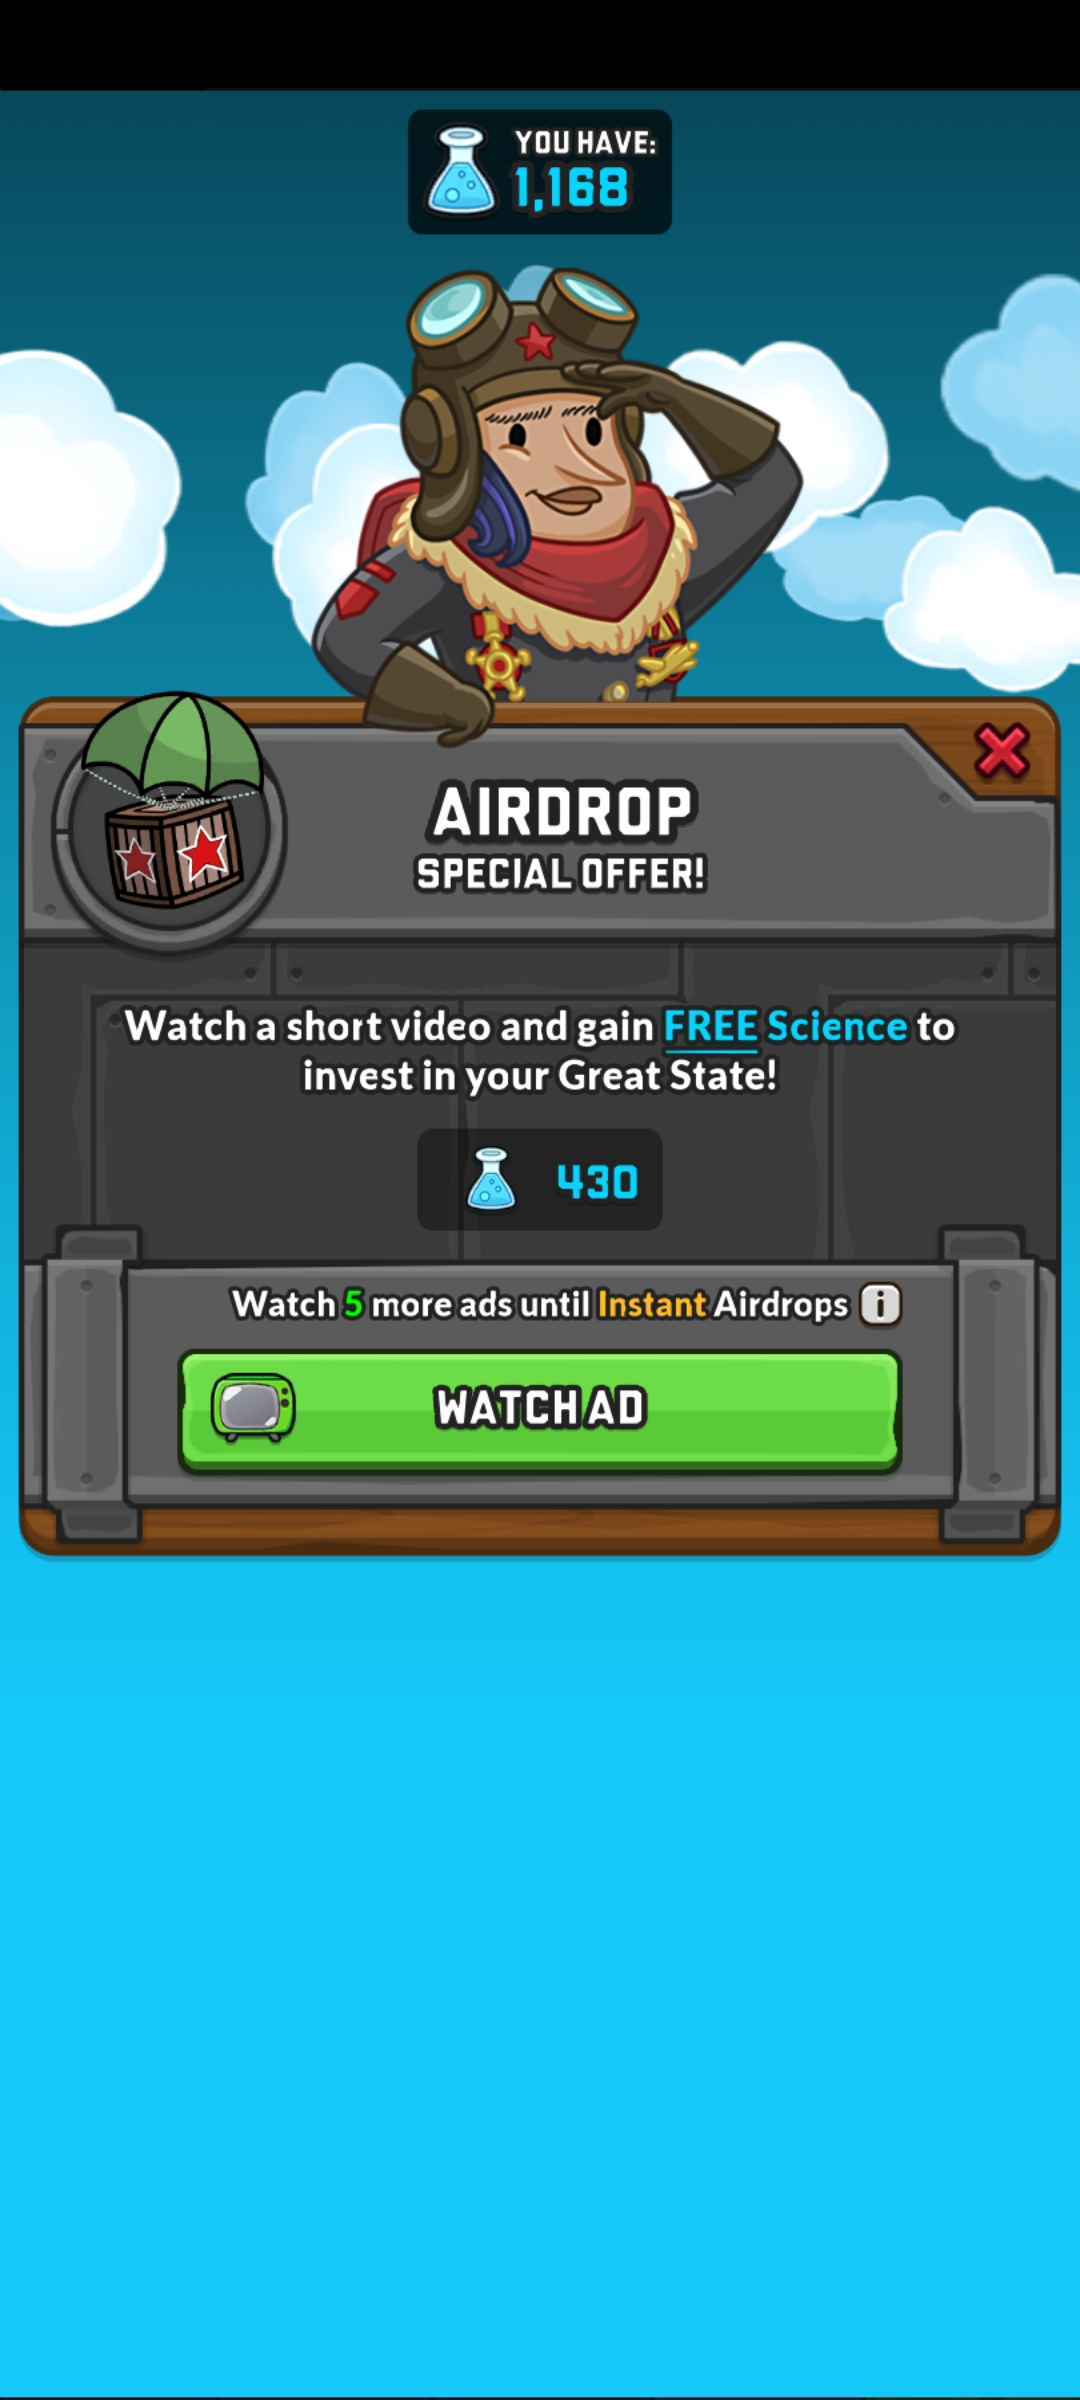 YOU HAVE:
1,168
AIRDROP
SPECIAL OFFER!
Watch a short video and gain FREE Science to
invest in your Great State!
430
Watch 5 more ads until Instant Airdrops i
WATCH AD